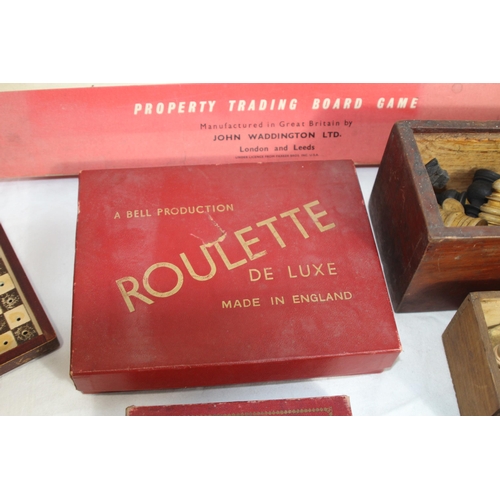 PROPERTY TRADING BOARD GAME
Manufactured in Great Britain by
JOHN WADDINGTON LTD.
London and Leeds
A BELL PRODUCTION
ROULETTE
DE LUXE
MADE IN ENGLAND